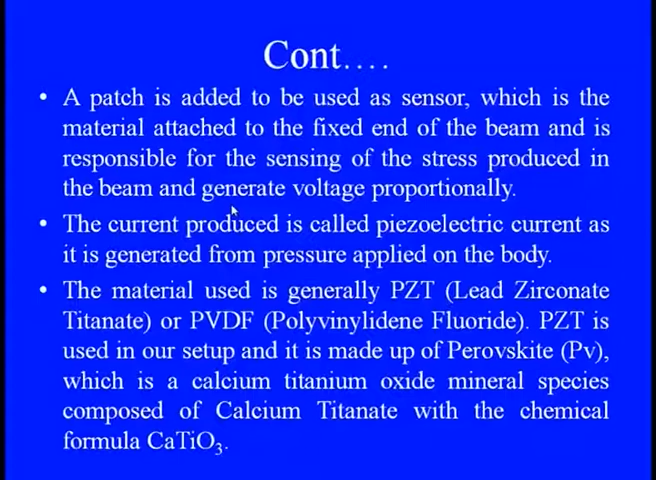 Cont....
• A patch is added to be used as sensor, which is the
material attached to the fixed end of the beam and is
responsible for the sensing of the stress produced in
the beam and generate voltage proportionally.
• The current produced is called piezoelectric current as
it is generated from pressure applied on the body.
• The material used is generally PZT (Lead Zirconate
Titanate) or PVDF (Polyvinylidene Fluoride). PZT is
used in our setup and it is made up of Perovskite (Pv),
which is a calcium titanium oxide mineral species
composed of Calcium Titanate with the chemical
formula CaTiO₃.